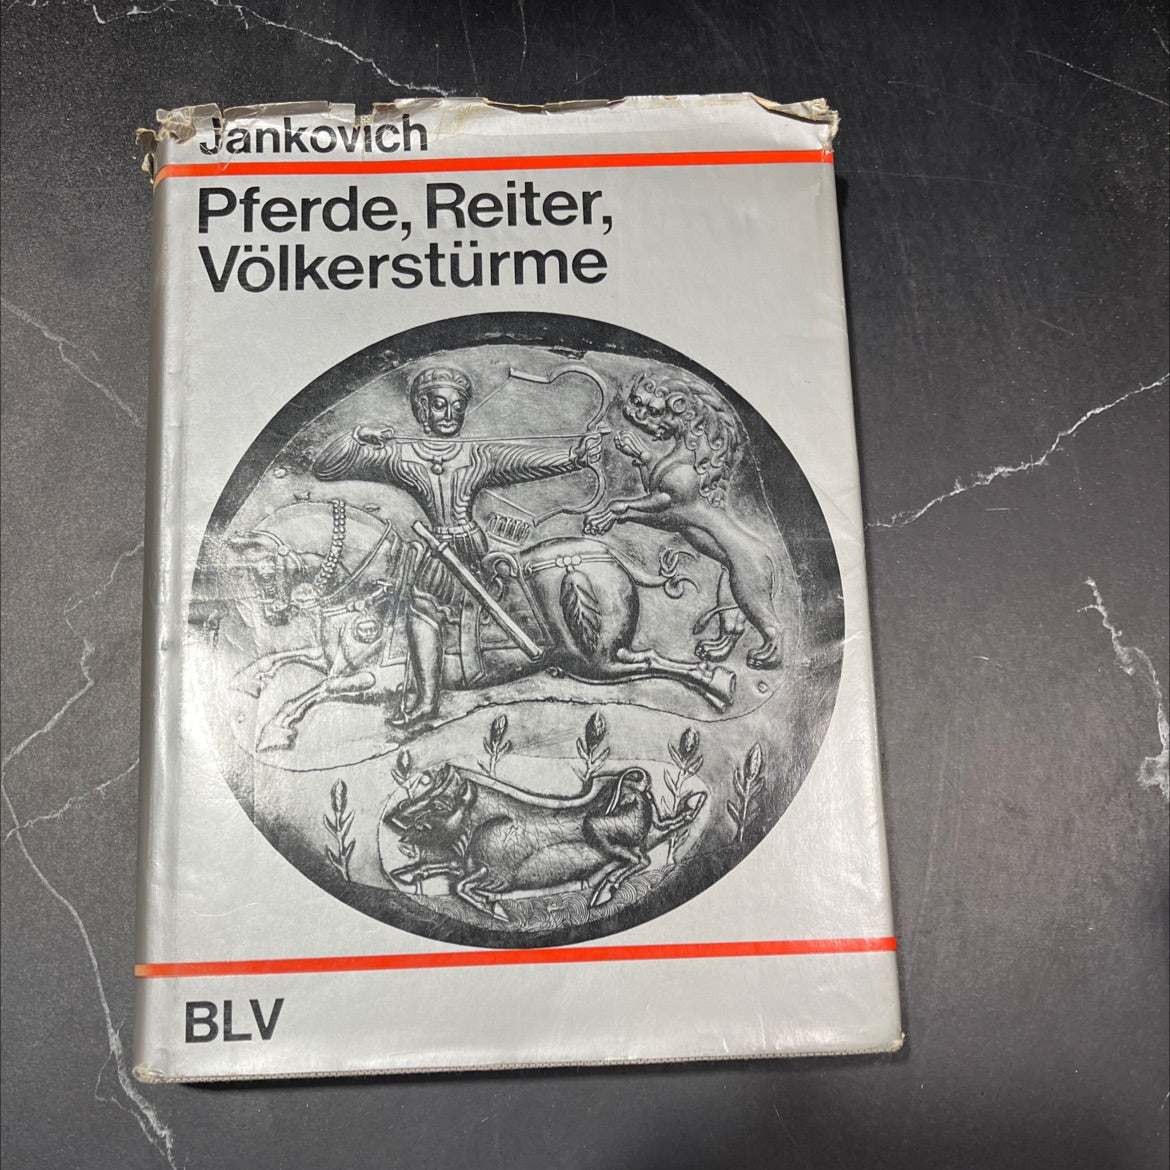 Jankovich
Pferde, Reiter,
Völkerstürme
BLV